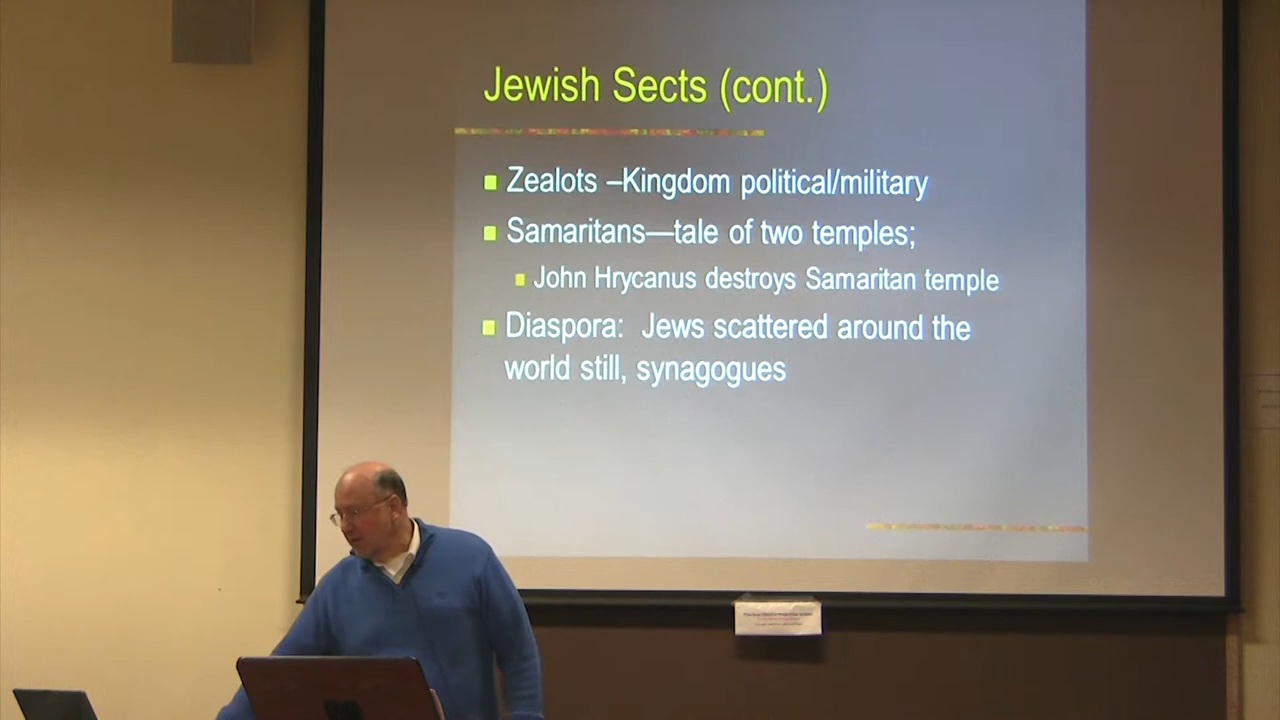 Jewish Sects (cont.)
Zealots –Kingdom political/military
Samaritans—tale of two temples;
John Hrycanus destroys Samaritan temple
Diaspora: Jews scattered around the
world still, synagogues